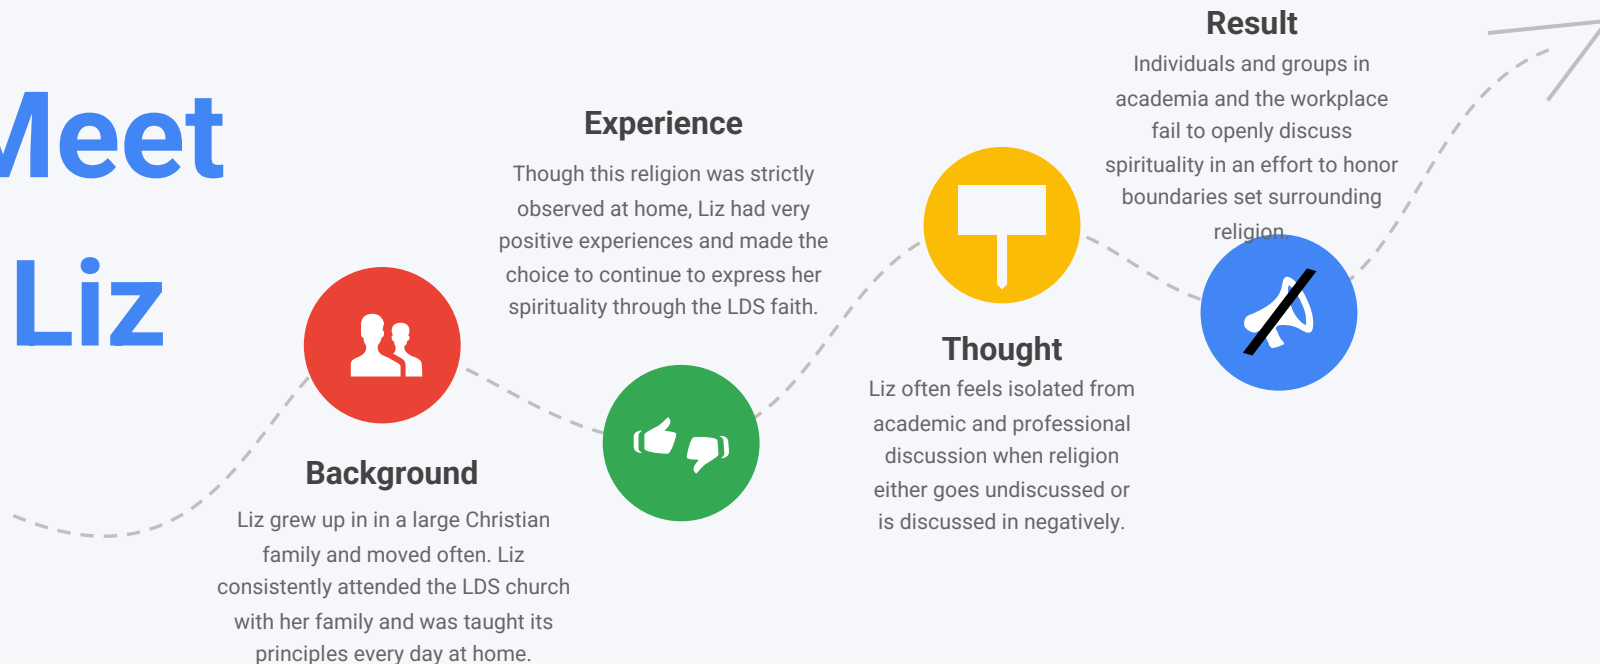 Meet
Liz
Background
Liz grew up in in a large Christian
family and moved often. Liz
consistently attended the LDS church
with her family and was taught its
principles every day at home.
Experience
Though this religion was strictly
observed at home, Liz had very
positive experiences and made the
choice to continue to express her
spirituality through the LDS faith.
Thought
Liz often feels isolated from
academic and professional
discussion when religion
either goes undiscussed or
is discussed in negatively.
Result
Individuals and groups in
academia and the workplace
fail to openly discuss
spirituality in an effort to honor
boundaries set surrounding
religion.